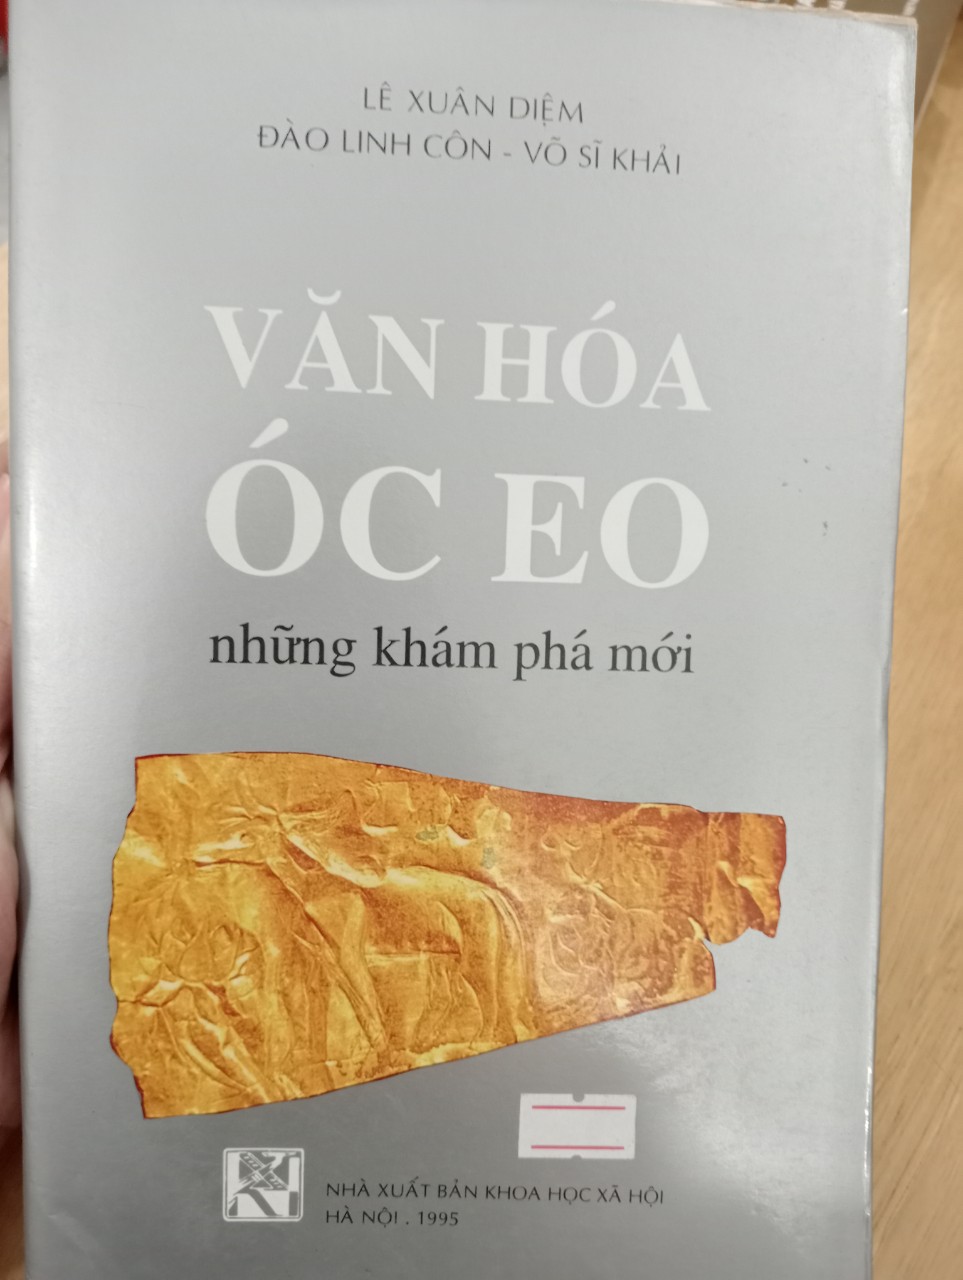 LÊ XUÂN DIỆM
ĐÀO LINH CÔN - VÕ SĨ KHẢI
VĂN HÓA
ÓC EO
những khám phá mới
NHÀ XUẤT BẢN KHOA HỌC XÃ HỘI
HÀ NỘI . 1995